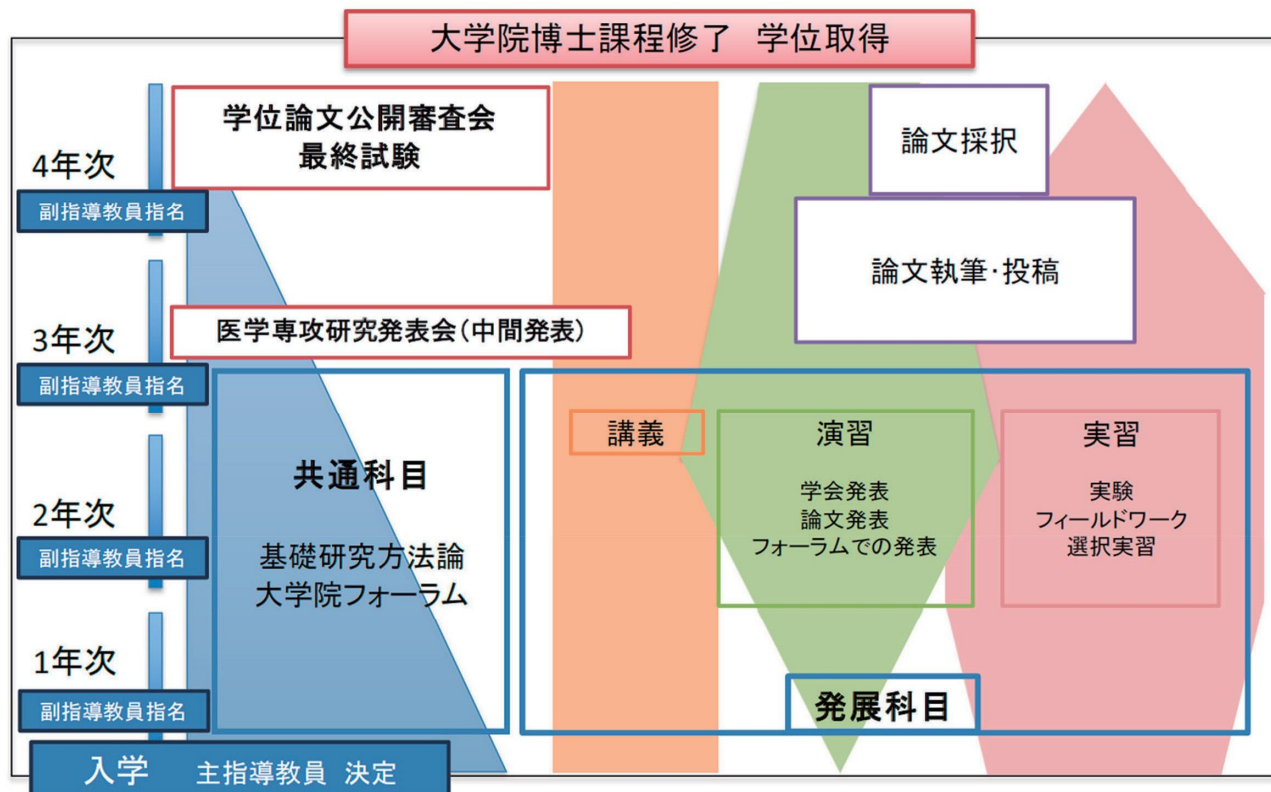 大学院博士課程修了 学位取得
学位論文公開審査会
最終試験
論文採択
4年次
副指導教員指名
論文執筆・投稿
医学専攻研究発表会(中間発表)
3年次
副指導教員指名
講義
演習
学会発表
論文発表
フォーラムでの発表
実習
実験
フィールドワーク
選択実習
共通科目
基礎研究方法論
大学院フォーラム
2年次
副指導教員指名
1年次
副指導教員指名
発展科目
入学 主指導教員 決定